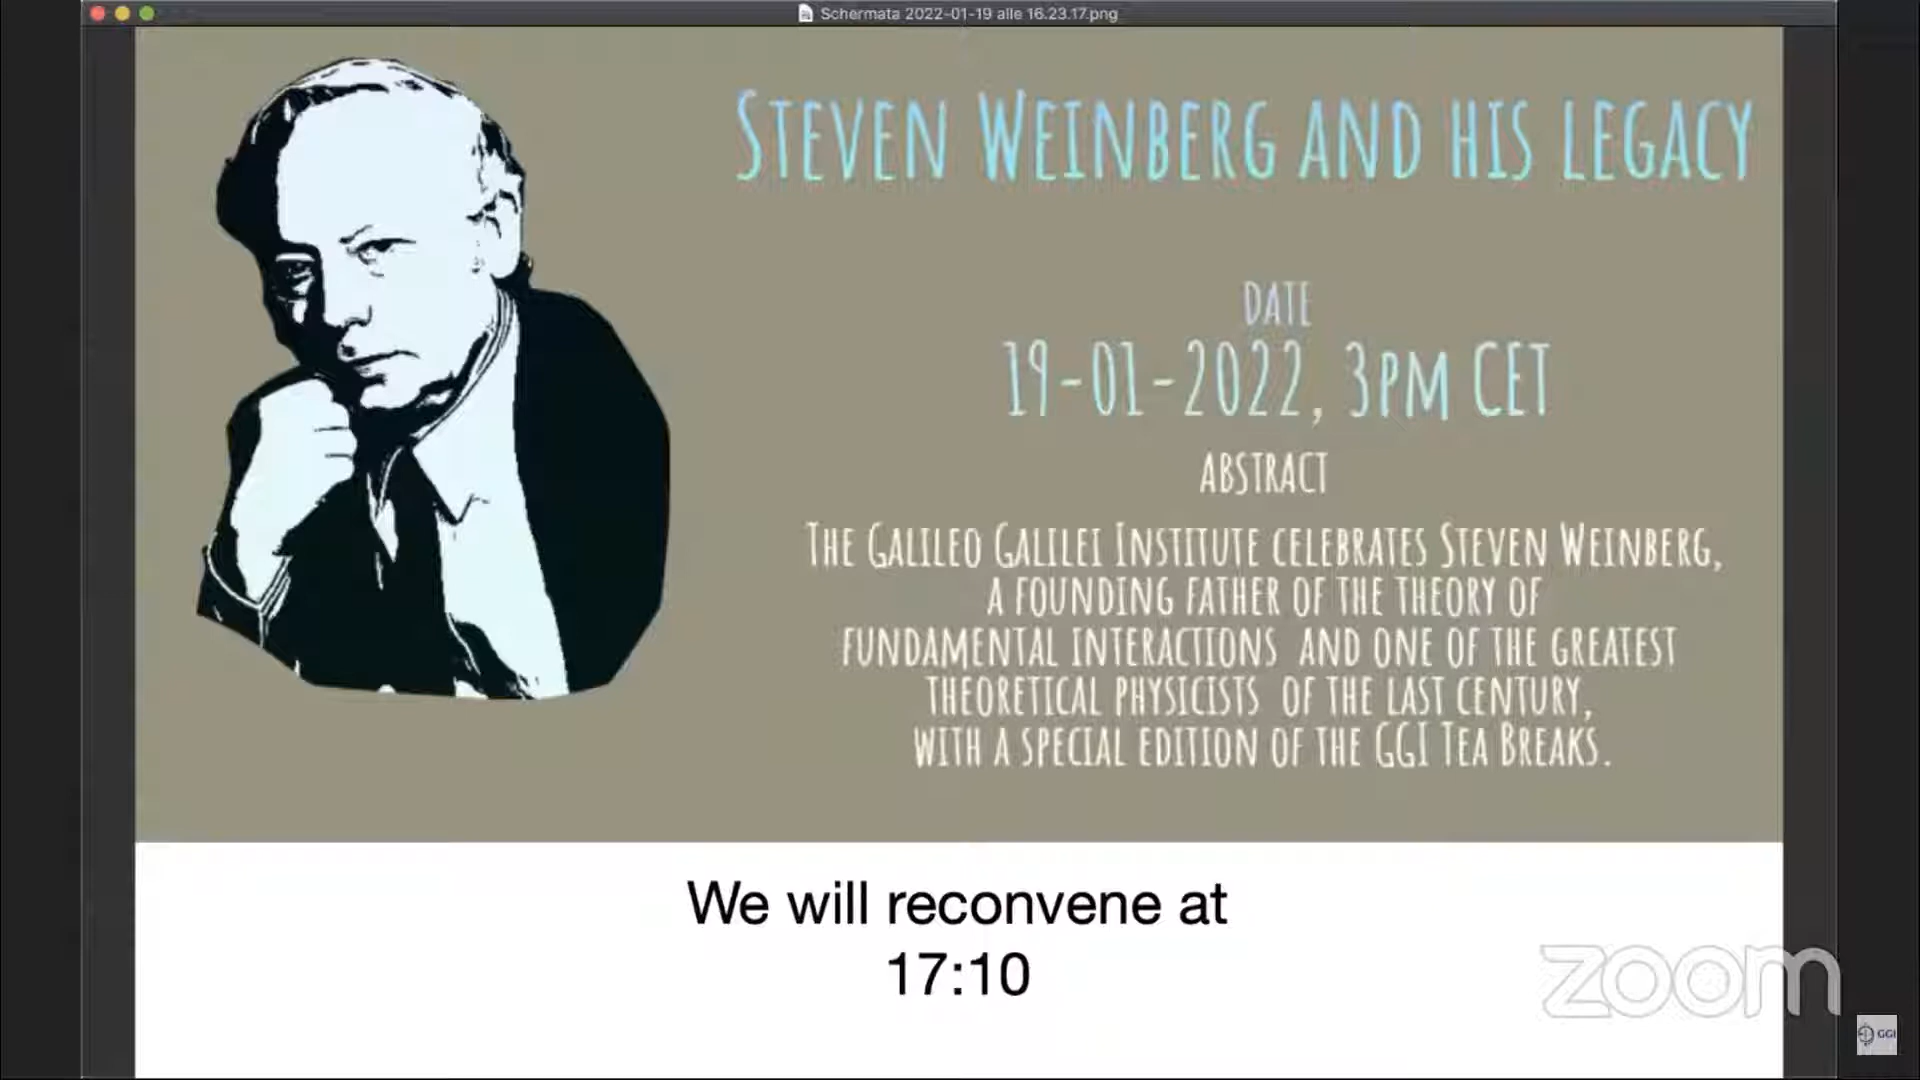 Schermata 2022-01-19 alle 16.23.17.png
STEVEN WEINBERG AND HIS LEGACY
DATE
19-01-2022, 3PM CET
ABSTRACT
THE GALILEO GALILEI INSTITUTE CELEBRATES STEVEN WEINBERG,
A FOUNDING FATHER OF THE THEORY OF
FUNDAMENTAL INTERACTIONS AND ONE OF THE GREATEST
THEORETICAL PHYSICISTS OF THE LAST CENTURY,
WITH A SPECIAL EDITION OF THE GGI TEA BREAKS.
We will reconvene at
17:10
zoom
GGI